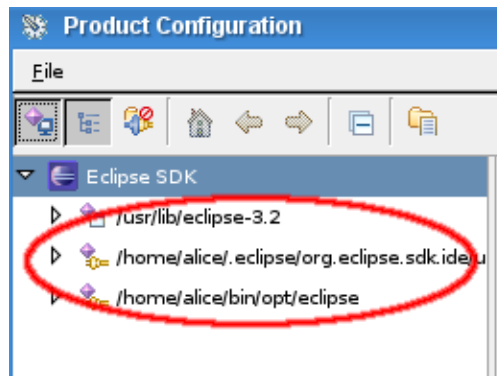 Product Configuration
File
Eclipse SDK
/usr/lib/eclipse-3.2
/home/alice/.eclipse/org.eclipse.sdk.ide/u
/home/alice/bin/opt/eclipse